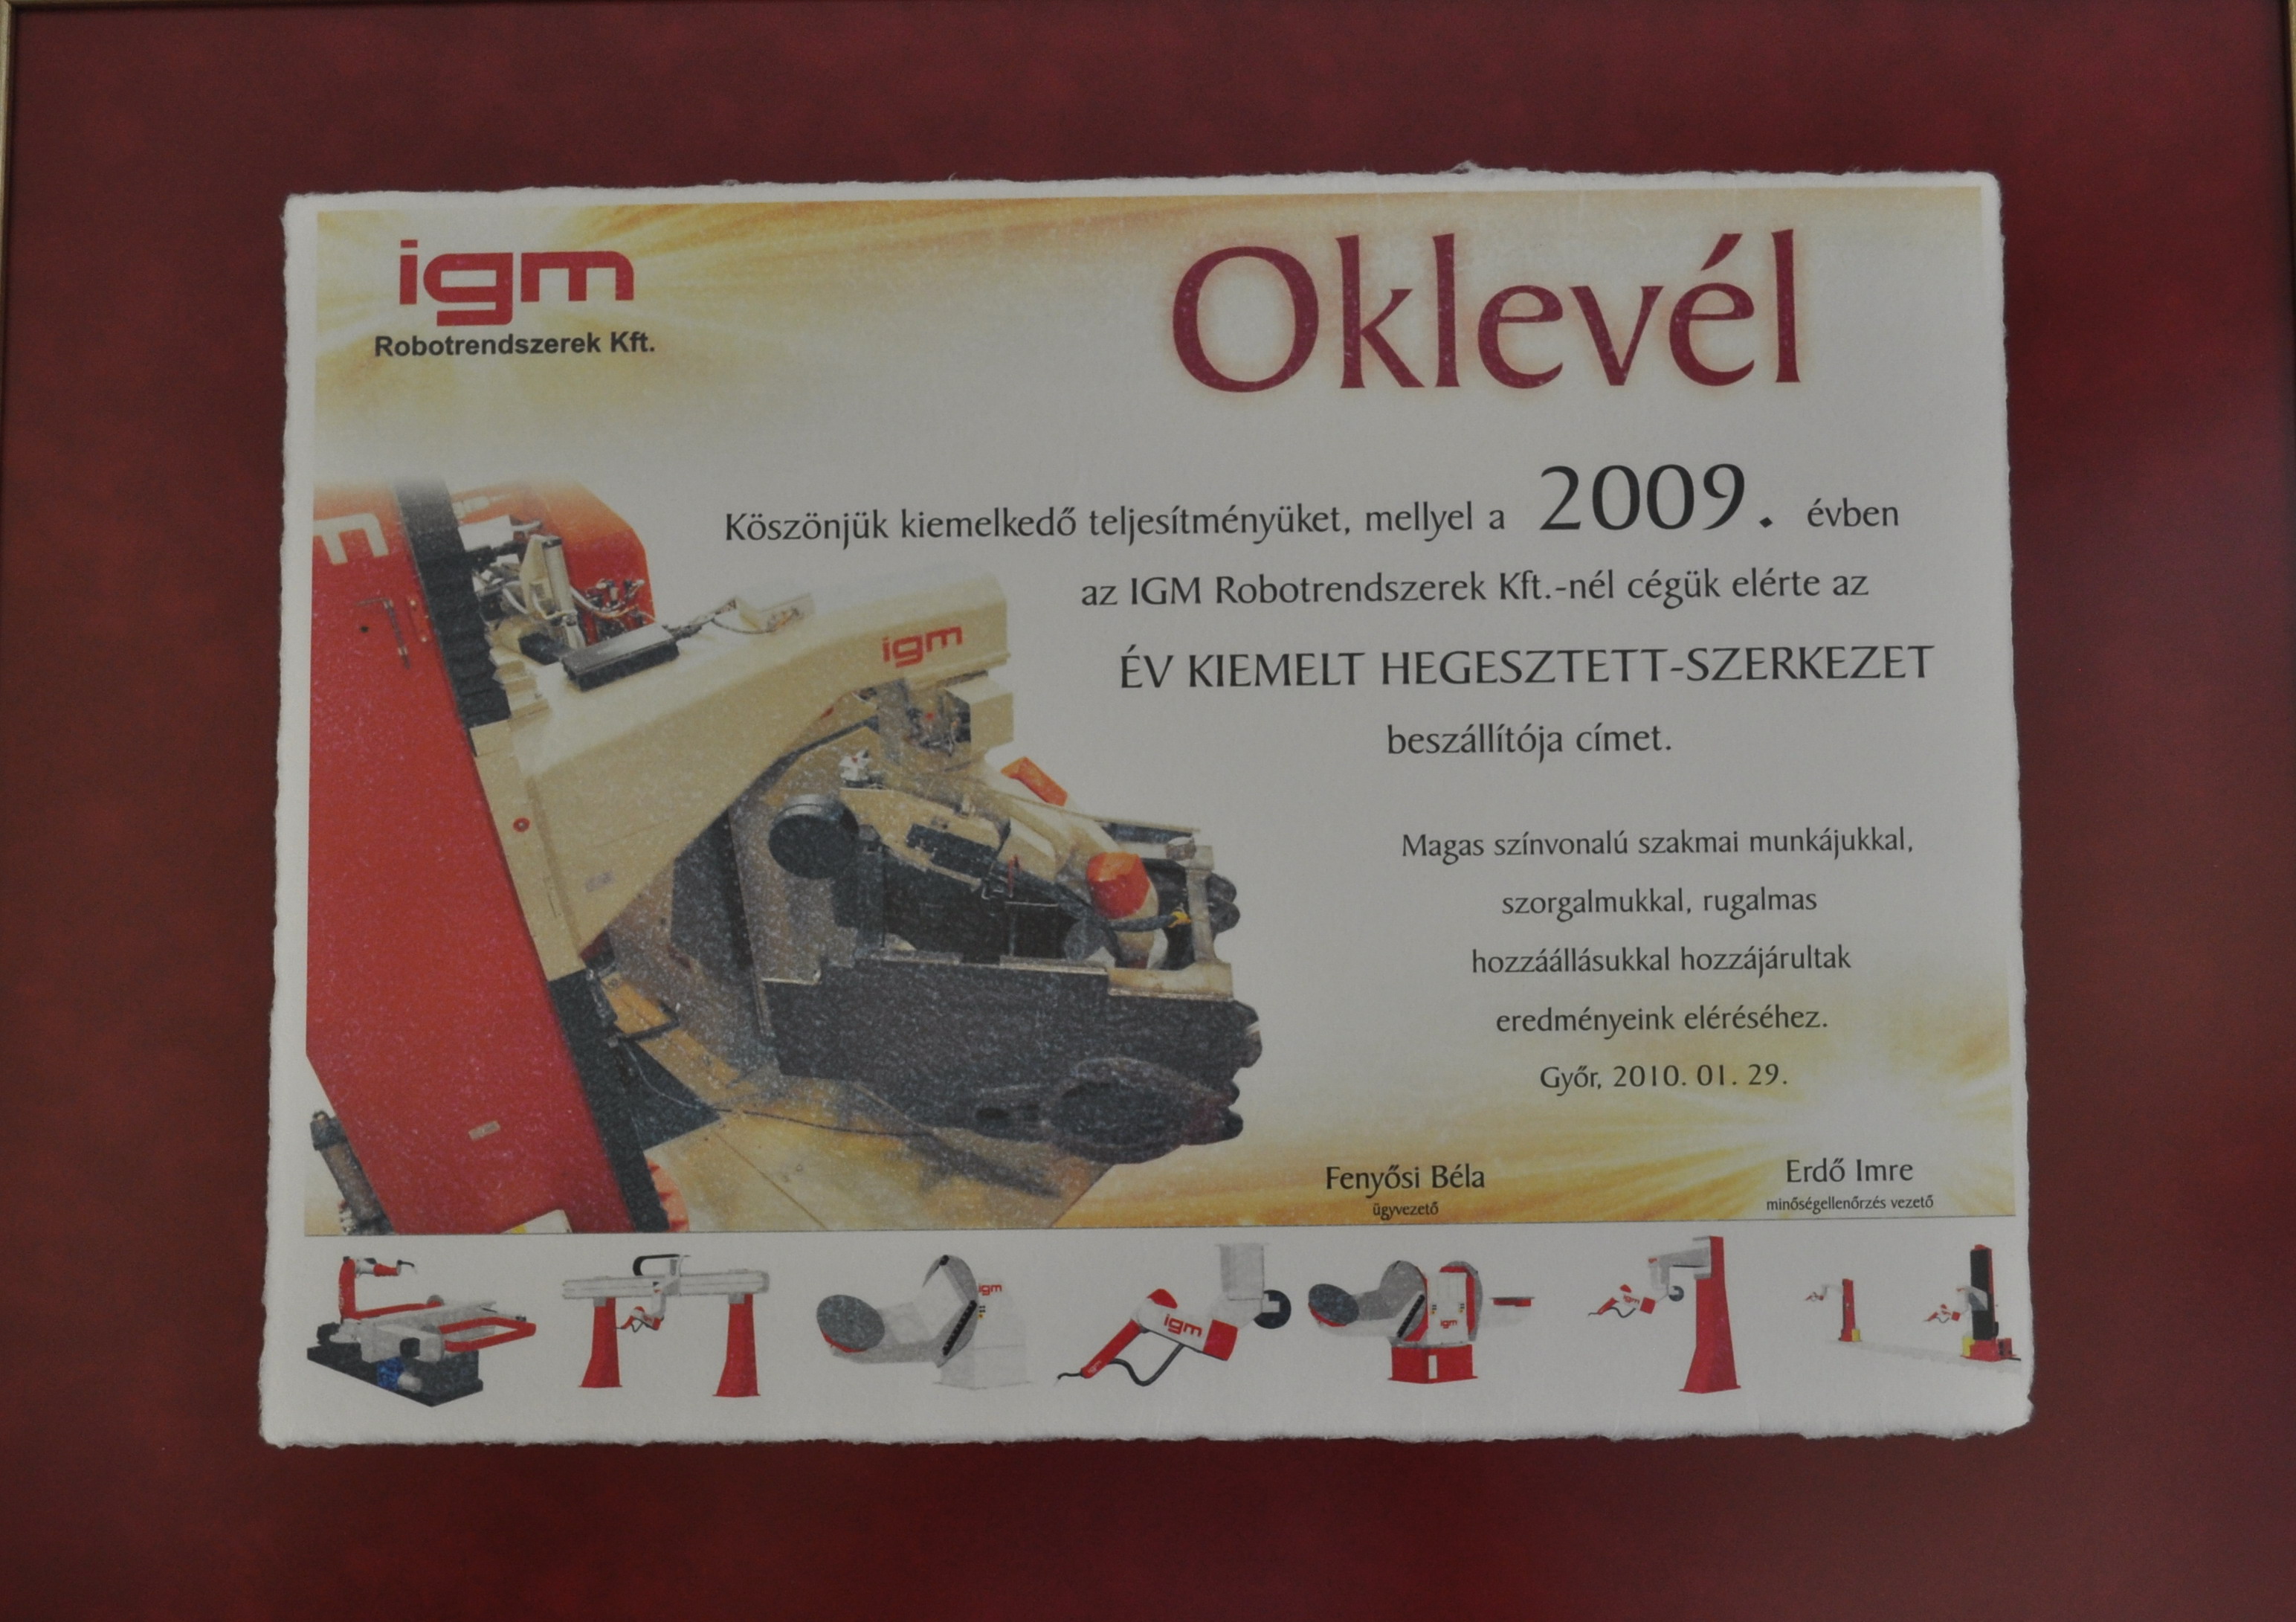 igm
Robotrendszerek Kft.
Oklevél
Köszönjük kiemelkedő teljesítményüket, mellyel a 2009. évben
az IGM Robotrendszerek Kft.-nél cégük elérte az
ÉV KIEMELT HEGESZTETT-SZERKEZET
beszállítója címet.
igm
Magas színvonalú szakmai munkájukkal,
szorgalmukkal, rugalmas
hozzáállásukkal hozzájárultak
eredményeink eléréséhez.
Győr, 2010. 01. 29.
Fenyősi Béla
ügyvezető
Erdő Imre
minőségellenőrzés vezető
igm
igm
igm